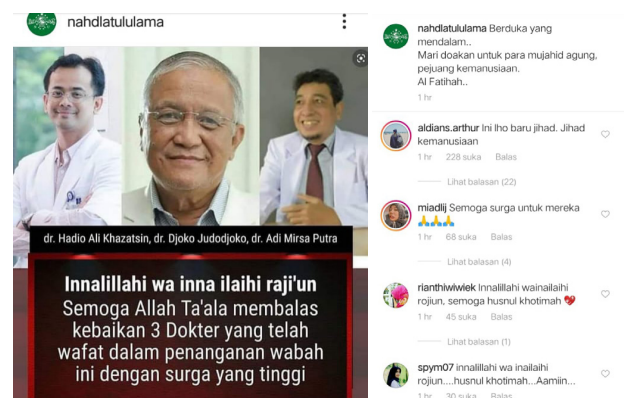 nahdlatululama
dr. Hadio Ali Khazatsin, dr. Djoko Judodjoko, dr. Adi Mirsa Putra
Innalillahi wa inna ilaihi raji'un
Semoga Allah Ta'ala membalas
kebaikan 3 Dokter yang telah
wafat dalam penanganan wabah
ini dengan surga yang tinggi
nahdlatululama Berduka yang
mendalam..
Mari doakan untuk para mujahid agung,
pejuang kemanusiaan.
Al Fatihah..
1 hr
aldians.arthur Ini lho baru jihad. Jihad
kemanusiaan
1 hr 228 suka Balas
Lihat balasan (22)
miadlij Semoga surga untuk mereka
🙏🙏🙏
1 hr 68 suka Balas
Lihat balasan (4)
rianthiwiwiek Innalillahi wainailaihi
rojiun, semoga husnul khotimah 💖
1 hr 45 suka Balas
Lihat balasan (1)
spym07 innalillahi wa inailaihi
rojiun....husnul khotimah...Aamiin...
1 hr 30 suka Balas